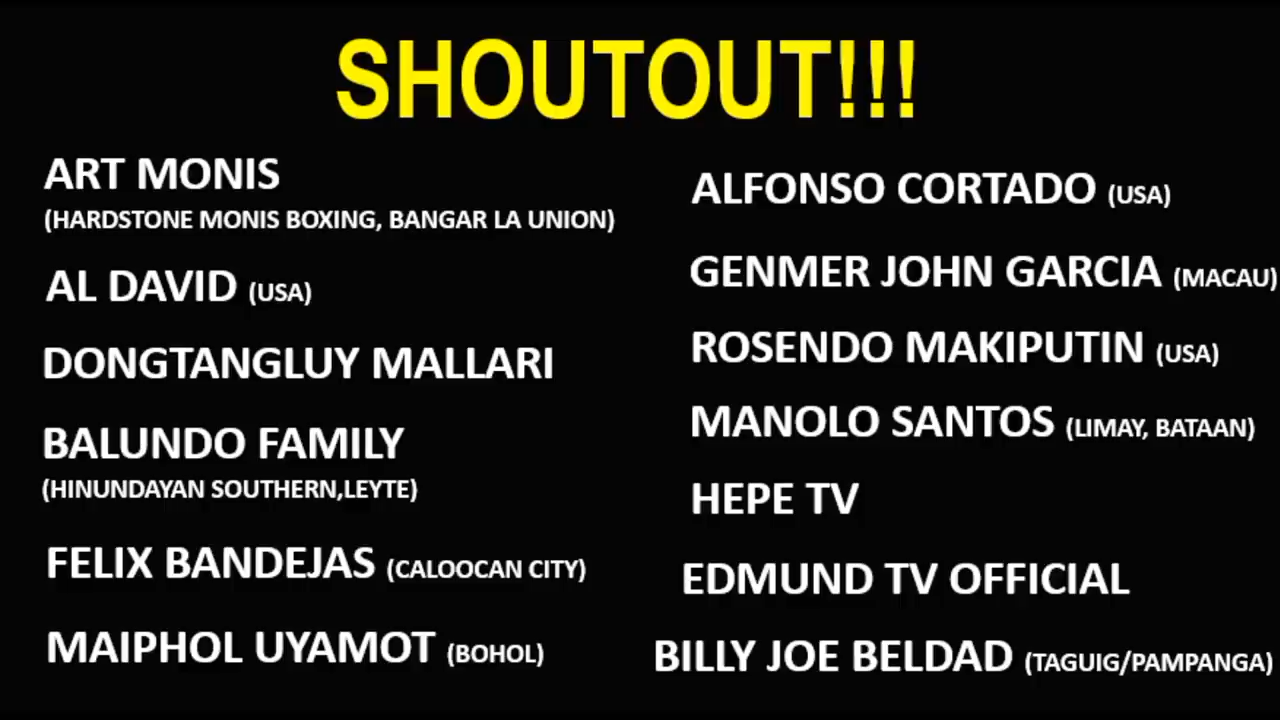 SHOUTOUT!!!
ART MONIS
(HARDSTONE MONIS BOXING, BANGAR LA UNION)
AL DAVID (USA)
DONGTANGLUY MALLARI
BALUNDO FAMILY
(HINUNDAYAN SOUTHERN,LEYTE)
FELIX BANDEJAS (CALOOCAN CITY)
MAIPHOL UYAMOT (BOHOL)
ALFONSO CORTADO (USA)
GENMER JOHN GARCIA (MACAU)
ROSENDO MAKIPUTIN (USA)
MANOLO SANTOS (LIMAY, BATAAN)
HEPE TV
EDMUND TV OFFICIAL
BILLY JOE BELDAD (TAGUIG/PAMPANGA)